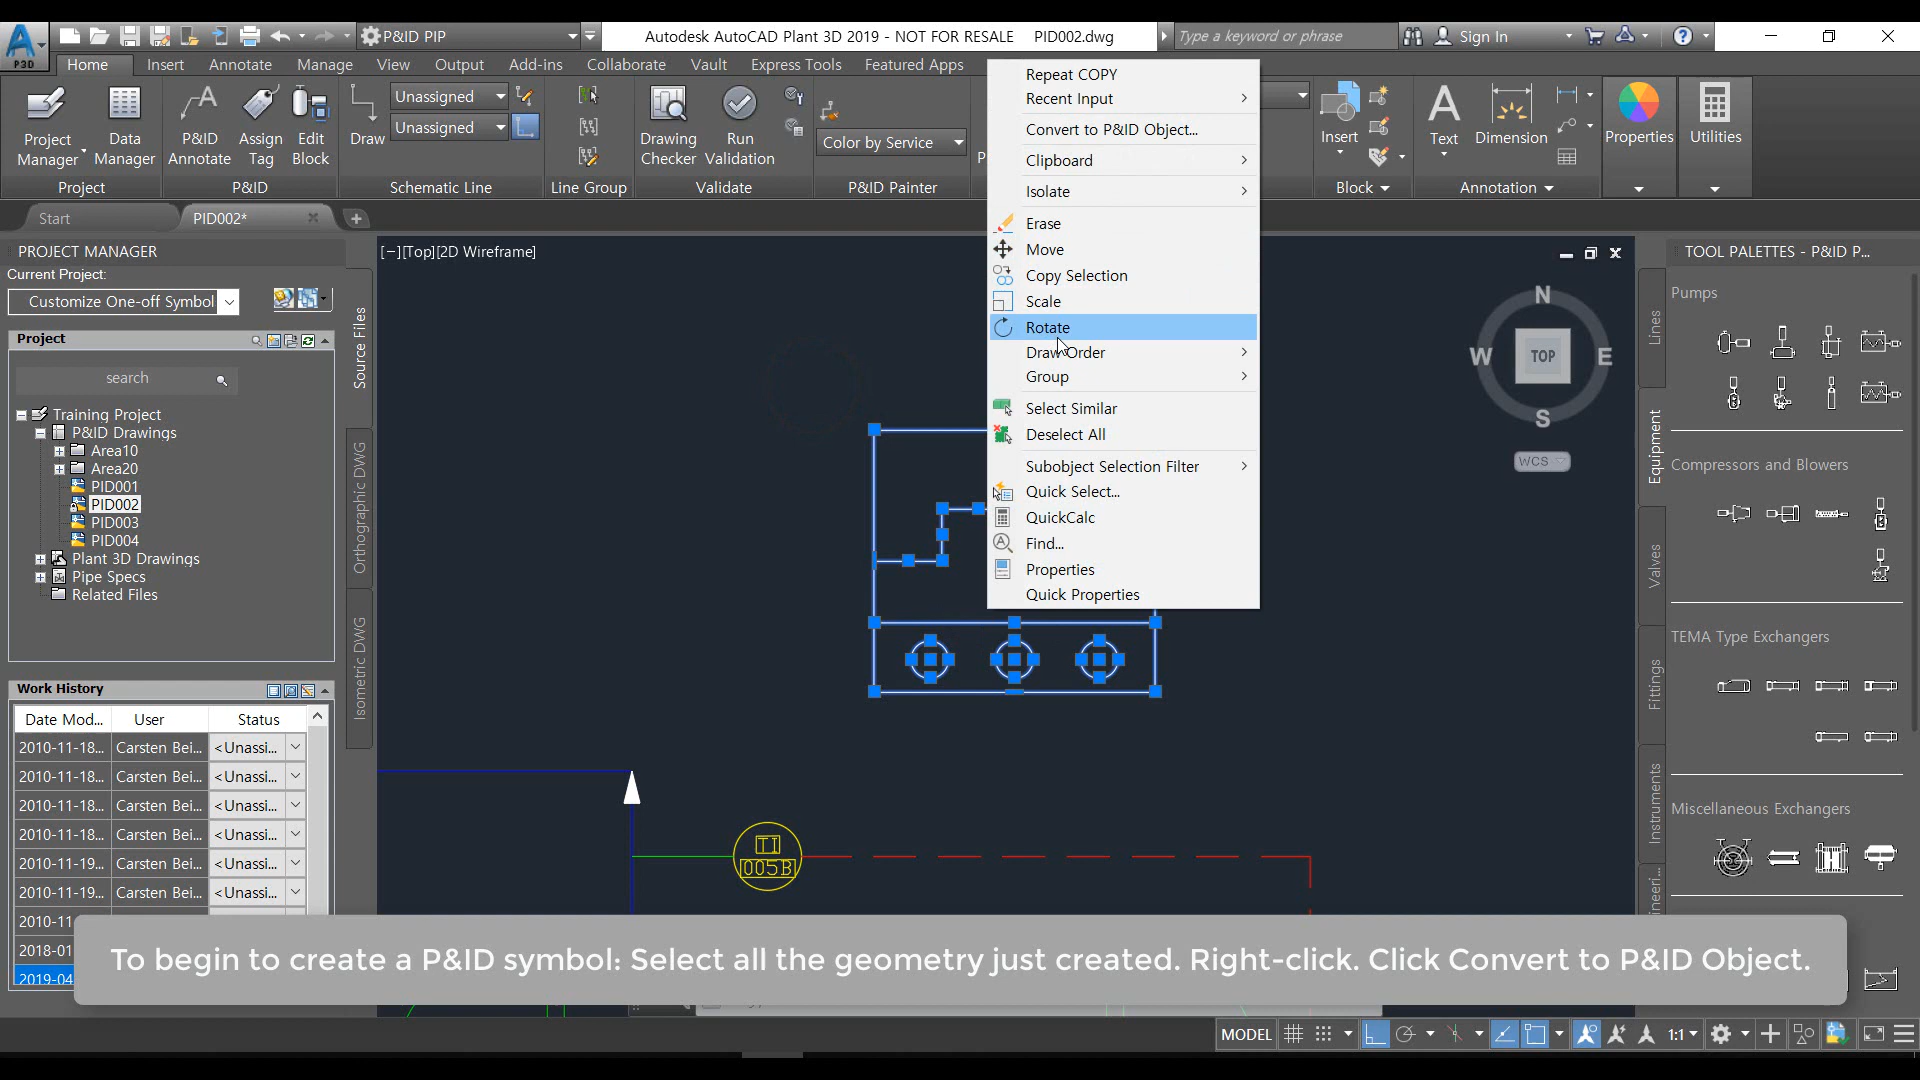 P3D
P&ID PIP
Autodesk AutoCAD Plant 3D 2019 - NOT FOR RESALE PID002.dwg
Type a keyword or phrase
Sign In
Home Insert Annotate Manage View Output Add-ins Collaborate Vault Express Tools Featured Apps
Project Manager
Data Manager
Project
P&ID Annotate
Assign Tag
Edit Block
P&ID
Draw
Unassigned
Unassigned
Schematic Line
Line Group
Drawing Checker
Run Validation
Validate
Color by Service
P&ID Painter
Insert
Block
Text
Dimension
Annotation
Properties
Utilities
Start
PID002*
PROJECT MANAGER
Current Project:
Customize One-off Symbol
Project
search
Training Project
P&ID Drawings
Area10
Area20
PID001
PID002
PID003
PID004
Plant 3D Drawings
Pipe Specs
Related Files
Source Files
Orthographic DWG
Isometric DWG
Work History
Date Mod... User Status
2010-11-18... Carsten Bei... <Unassi...
2010-11-18... Carsten Bei... <Unassi...
2010-11-18... Carsten Bei... <Unassi...
2010-11-18... Carsten Bei... <Unassi...
2010-11-19... Carsten Bei... <Unassi...
2010-11-19... Carsten Bei... <Unassi...
2010-11
2018-01
2019-04
[−][Top][2D Wireframe]
Repeat COPY
Recent Input
Convert to P&ID Object...
Clipboard
Isolate
Erase
Move
Copy Selection
Scale
Rotate
Draw Order
Group
Select Similar
Deselect All
Subobject Selection Filter
Quick Select...
QuickCalc
Find...
Properties
Quick Properties
TI
005B
N
W TOP E
S
WCS
TOOL PALETTES - P&ID P...
Pumps
Compressors and Blowers
TEMA Type Exchangers
Miscellaneous Exchangers
Lines
Equipment
Valves
Fittings
Instruments
To begin to create a P&ID symbol: Select all the geometry just created. Right-click. Click Convert to P&ID Object.
MODEL
1:1